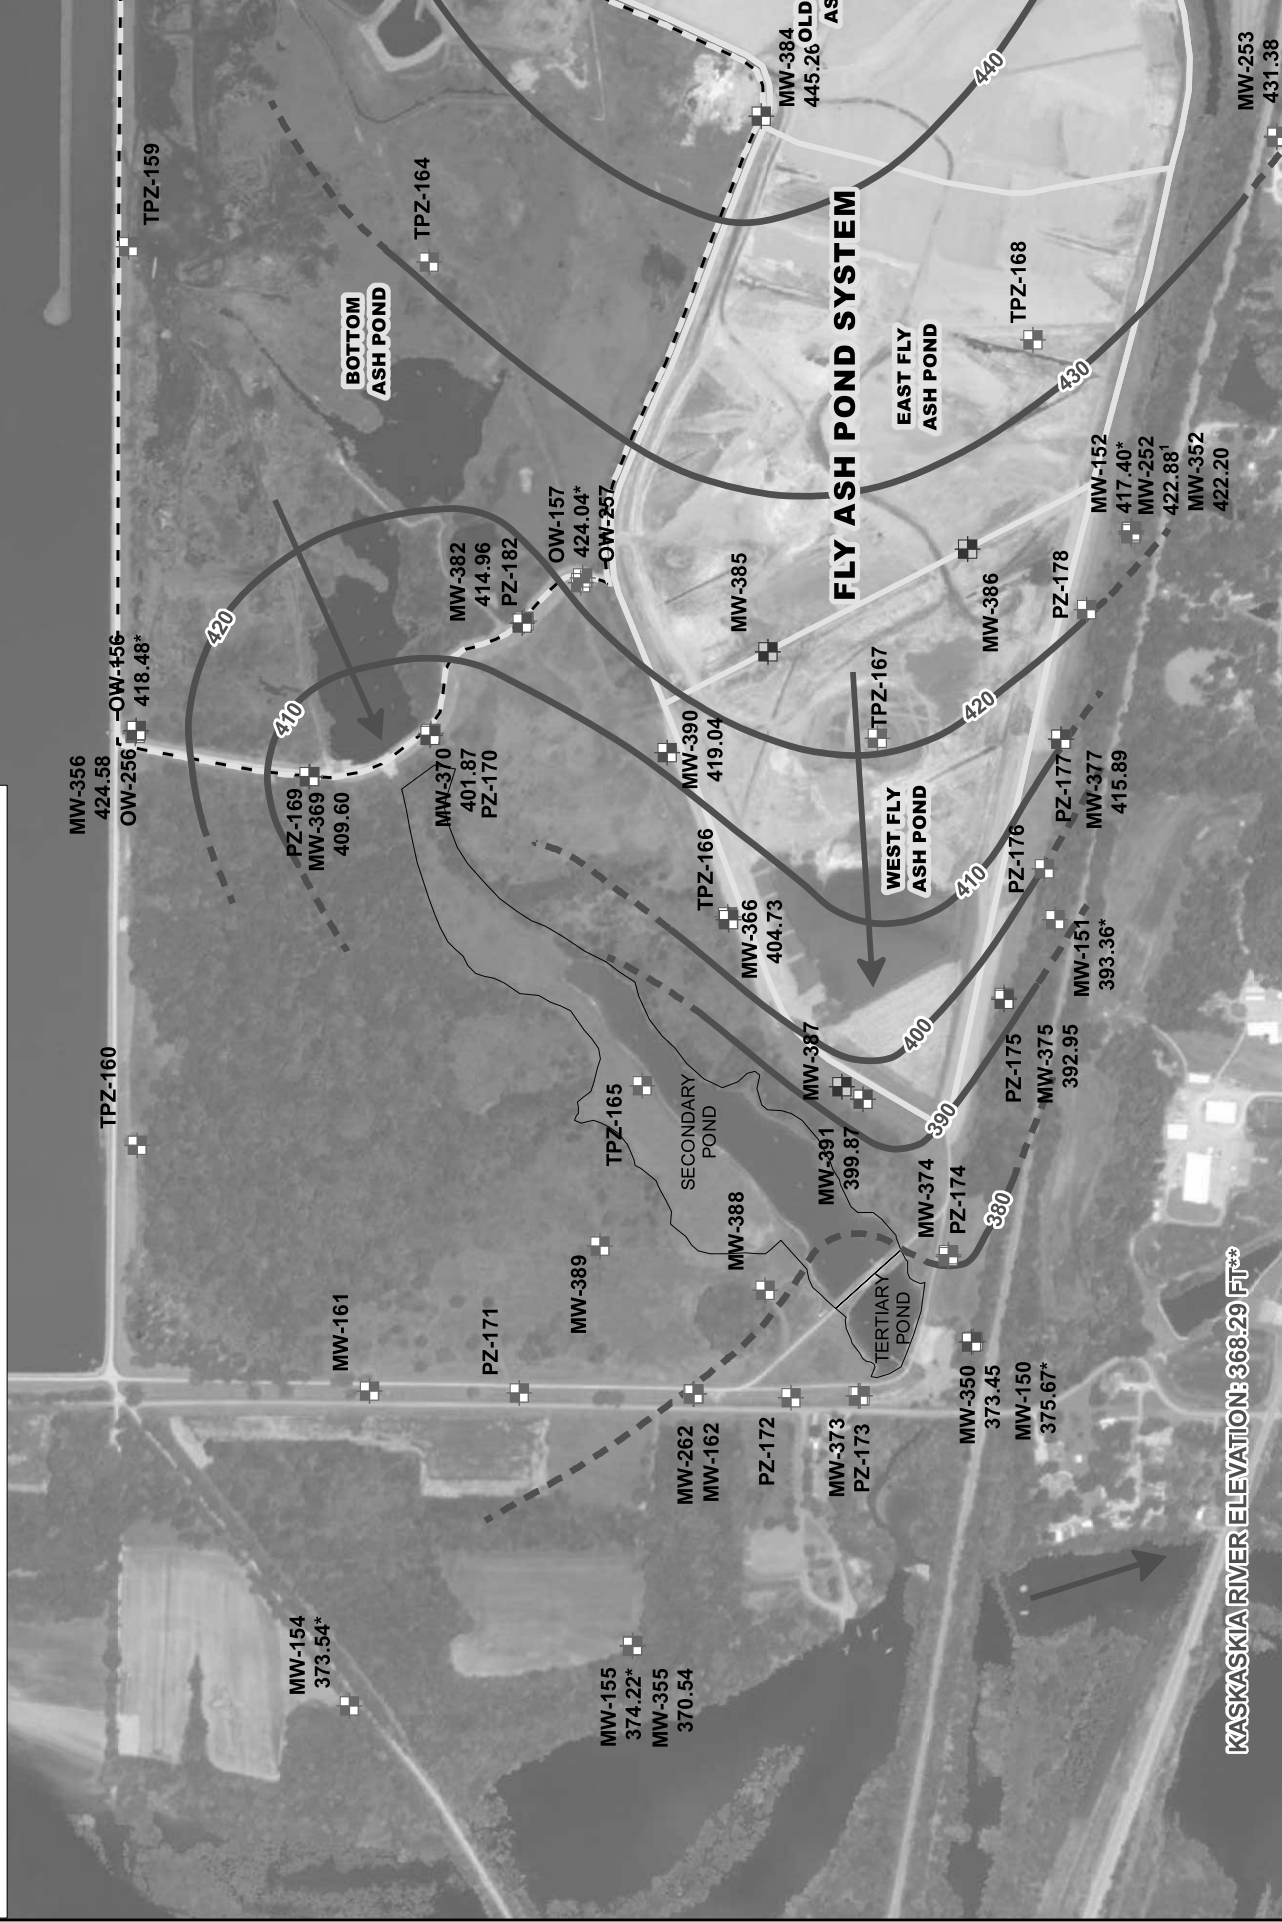 MW-253
431.38
OLD
AS
MW-384
445.26
440
TPZ-159
TPZ-164
BOTTOM
ASH POND
FLY ASH POND SYSTEM
EAST FLY
ASH POND
TPZ-168
430
MW-152
417.40*
MW-252
422.88¹
MW-352
422.20
OW-157
424.04*
OW-257
MW-382
414.96
PZ-182
MW-385
MW-386
PZ-178
420
OW-156
418.48*
MW-356
424.58
OW-256
410
PZ-169
MW-369
409.60
MW-370
401.87
PZ-170
MW-390
419.04
TPZ-167
420
PZ-177
MW-377
415.89
WEST FLY
ASH POND
410
PZ-176
TPZ-166
MW-366
404.73
MW-151
393.36*
400
MW-387
PZ-175
MW-375
392.95
TPZ-160
TPZ-165
SECONDARY
POND
MW-391
399.87
390
MW-374
PZ-174
380
MW-388
MW-389
MW-161
PZ-171
TERTIARY
POND
MW-350
373.45
MW-150
375.67*
MW-262
MW-162
PZ-172
MW-373
PZ-173
MW-154
373.54*
MW-155
374.22*
MW-355
370.54
KASKASKIA RIVER ELEVATION: 368.29 FT**